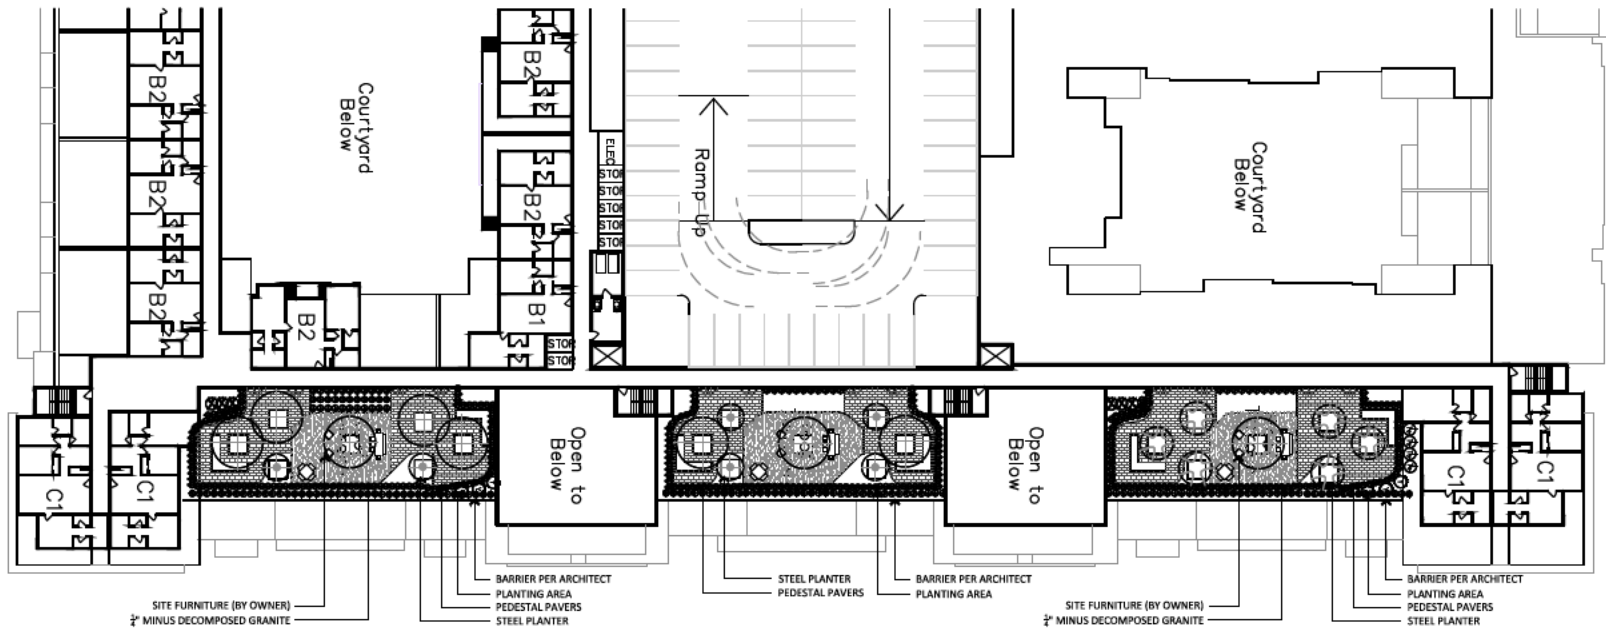 B2
B2
B2
B2
B2
B2
B1
C1
C1
C1
C1
Courtyard
Below
ELEC
STOR
STOR
STOR
STOR
STOR
STOR
STOR
Ramp Up
Courtyard
Below
Open to
Below
Open to
Below
BARRIER PER ARCHITECT
PLANTING AREA
PEDESTAL PAVERS
STEEL PLANTER
SITE FURNITURE (BY OWNER)
¾" MINUS DECOMPOSED GRANITE
STEEL PLANTER
PEDESTAL PAVERS
BARRIER PER ARCHITECT
PLANTING AREA
SITE FURNITURE (BY OWNER)
¾" MINUS DECOMPOSED GRANITE
BARRIER PER ARCHITECT
PLANTING AREA
PEDESTAL PAVERS
STEEL PLANTER